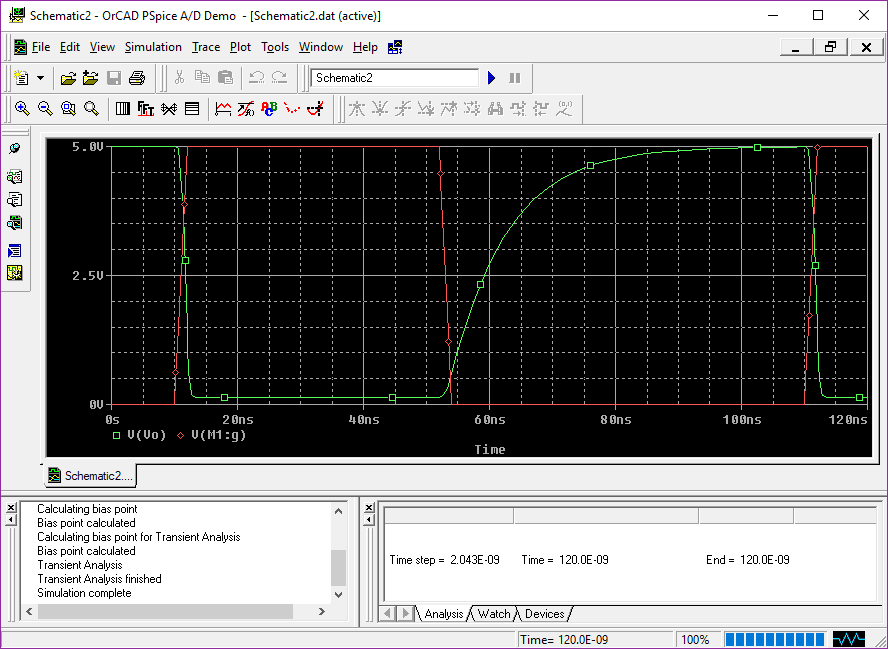 Schematic2 - OrCAD PSpice A/D Demo - [Schematic2.dat (active)]
File Edit View Simulation Trace Plot Tools Window Help
Schematic2
5.0V
2.5V
0V
0s 20ns 40ns 60ns 80ns 100ns 120ns
V(Vo) V(M1:g)
Time
Schematic2....
Calculating bias point
Bias point calculated
Calculating bias point for Transient Analysis
Bias point calculated
Transient Analysis
Transient Analysis finished
Simulation complete
Time step = 2.043E-09 Time = 120.0E-09 End = 120.0E-09
Analysis Watch Devices
Time= 120.0E-09 100%